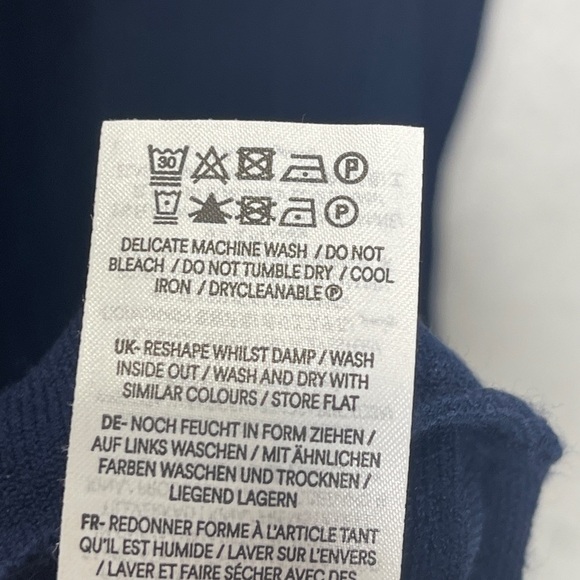 30 P
P
DELICATE MACHINE WASH / DO NOT
BLEACH / DO NOT TUMBLE DRY / COOL
IRON / DRYCLEANABLE Ⓟ
UK- RESHAPE WHILST DAMP / WASH
INSIDE OUT / WASH AND DRY WITH
SIMILAR COLOURS / STORE FLAT
DE- NOCH FEUCHT IN FORM ZIEHEN /
AUF LINKS WASCHEN / MIT ÄHNLICHEN
FARBEN WASCHEN UND TROCKNEN /
LIEGEND LAGERN
FR- REDONNER FORME À L'ARTICLE TANT
QU'IL EST HUMIDE / LAVER SUR L'ENVERS
/ LAVER ET FAIRE SÉCHER AVEC DES